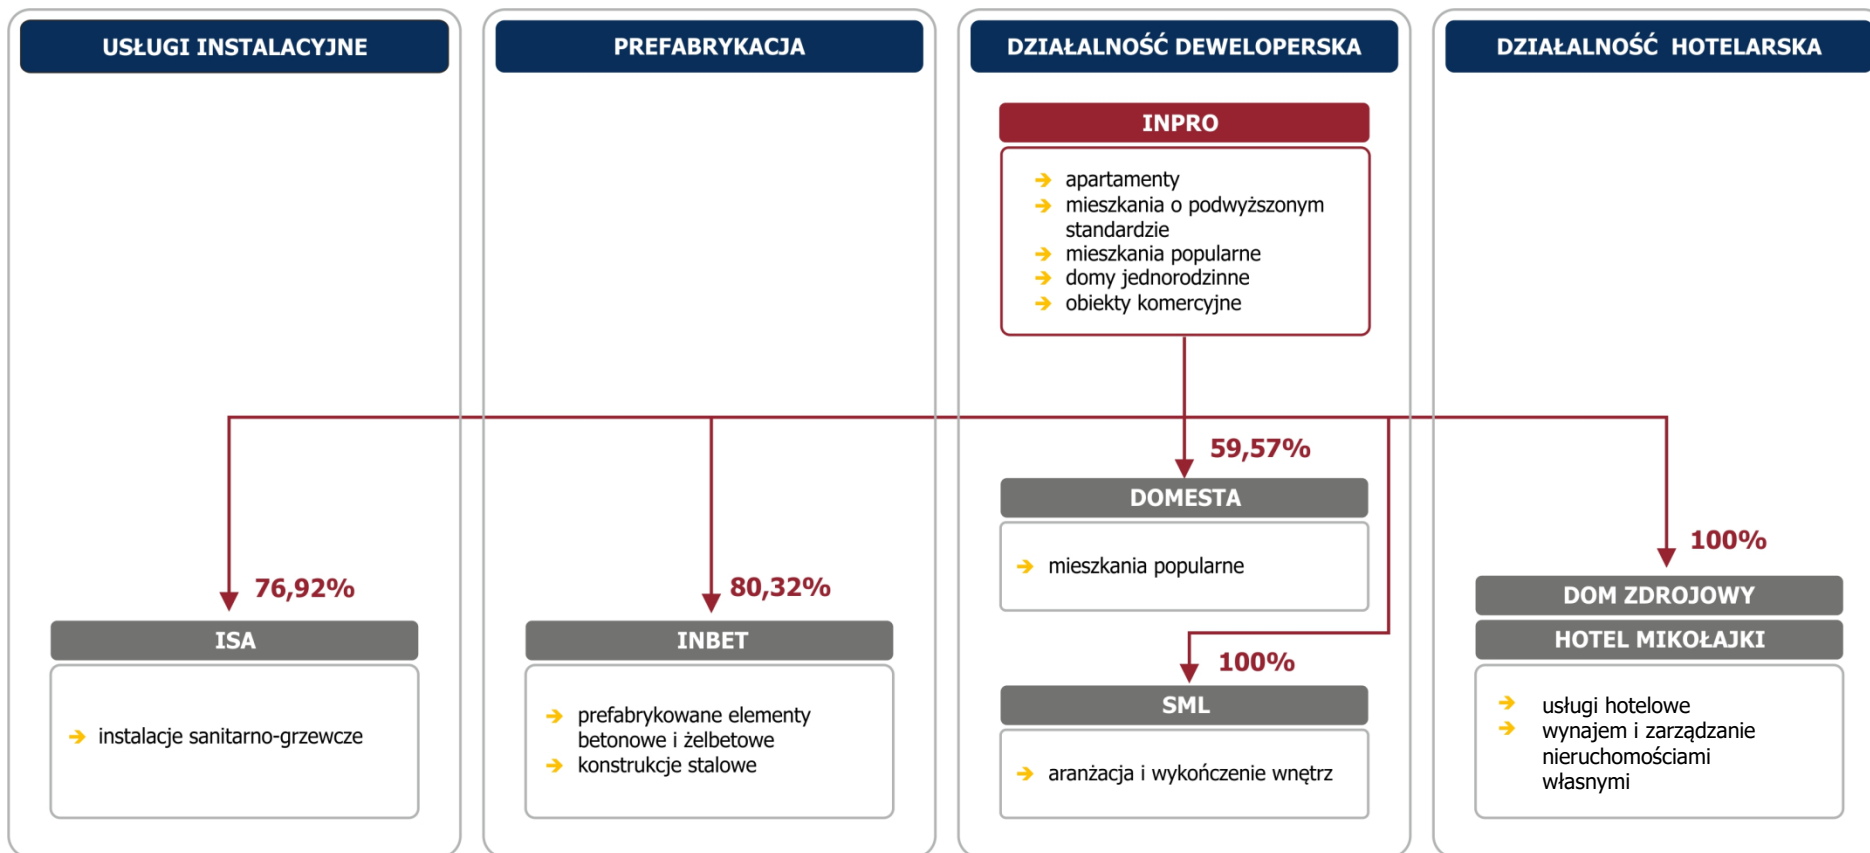 USŁUGI INSTALACYJNE
76,92%
ISA
instalacje sanitarno-grzewcze
PREFABRYKACJA
80,32%
INBET
prefabrykowane elementy
betonowe i żelbetowe
konstrukcje stalowe
DZIAŁALNOŚĆ DEWELOPERSKA
INPRO
apartamenty
mieszkania o podwyższonym
standardzie
mieszkania popularne
domy jednorodzinne
obiekty komercyjne
59,57%
DOMESTA
mieszkania popularne
100%
SML
aranżacja i wykończenie wnętrz
DZIAŁALNOŚĆ HOTELARSKA
100%
DOM ZDROJOWY
HOTEL MIKOŁAJKI
usługi hotelowe
wynajem i zarządzanie
nieruchomościami
własnymi